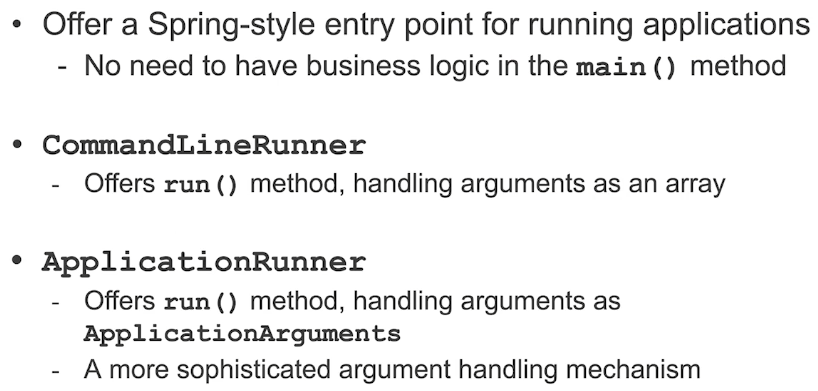 • Offer a Spring-style entry point for running applications
- No need to have business logic in the main() method
• CommandLineRunner
- Offers run() method, handling arguments as an array
• ApplicationRunner
- Offers run() method, handling arguments as
ApplicationArguments
- A more sophisticated argument handling mechanism